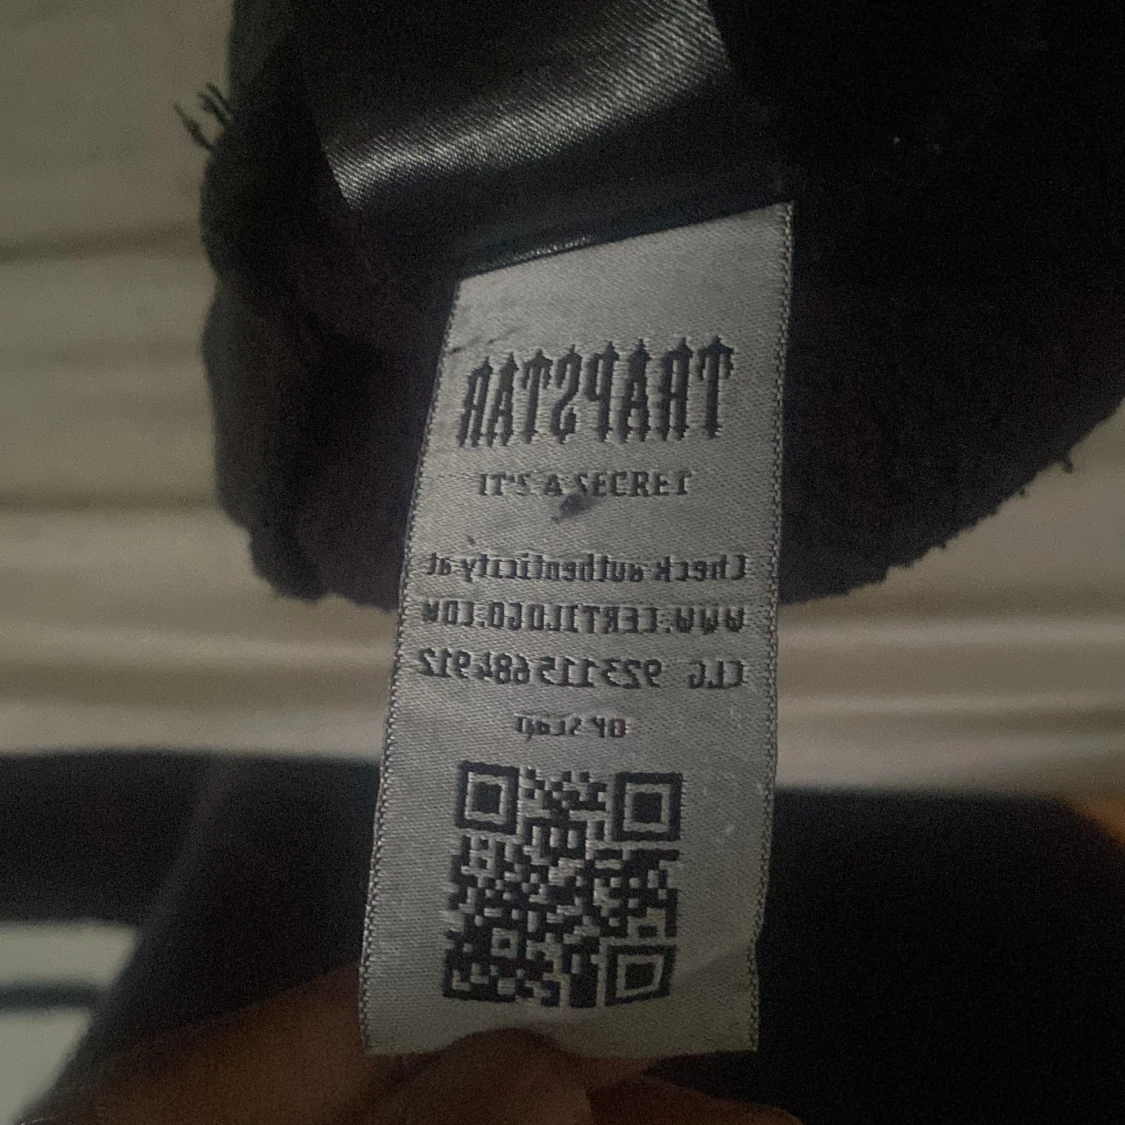 TRAPSTAR
IT'S A SECRET
Check authenticity at
WWW.CERTILOGO.COM
CLG 923115684912
or scan